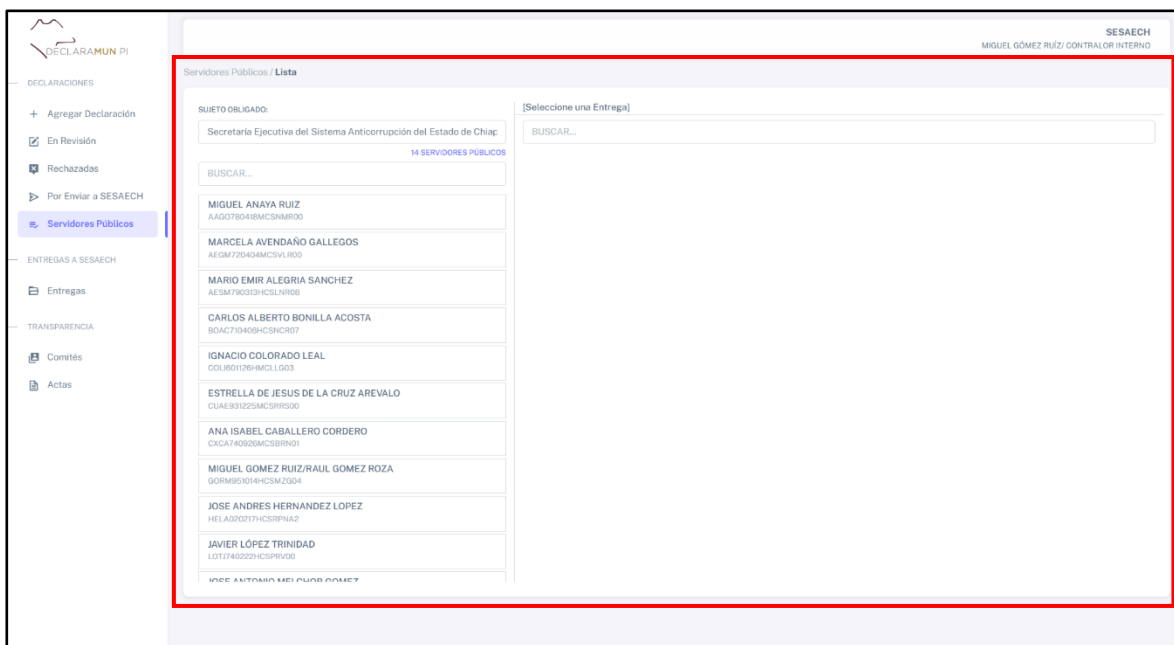 DECLARAMUN PI
SESAECH
MIGUEL GÓMEZ RUÍZ/ CONTRALOR INTERNO
DECLARACIONES
Agregar Declaración
En Revisión
Rechazadas
Por Enviar a SESAECH
Servidores Públicos
ENTREGAS A SESAECH
Entregas
TRANSPARENCIA
Comités
Actas
Servidores Públicos / Lista
SUJETO OBLIGADO:
Secretaría Ejecutiva del Sistema Anticorrupción del Estado de Chiap
14 SERVIDORES PÚBLICOS
BUSCAR...
MIGUEL ANAYA RUIZ
AAGO780418MCSNMR00
MARCELA AVENDAÑO GALLEGOS
AEGM720404MCSVLR00
MARIO EMIR ALEGRIA SANCHEZ
AESM790313HCSLNR08
CARLOS ALBERTO BONILLA ACOSTA
BOAC710406HCSNCR07
IGNACIO COLORADO LEAL
COLI601126HMCLLG03
ESTRELLA DE JESUS DE LA CRUZ AREVALO
CUAE931225MCSRRS00
ANA ISABEL CABALLERO CORDERO
CXCA740926MCSBRN01
MIGUEL GOMEZ RUIZ/RAUL GOMEZ ROZA
GORM951014HCSMZG04
JOSE ANDRES HERNANDEZ LOPEZ
HELA020217HCSRPNA2
JAVIER LÓPEZ TRINIDAD
LOTJ740222HCSPRV00
JOSE ANTONIO MELCHOR GOMEZ
[Seleccione una Entrega]
BUSCAR...